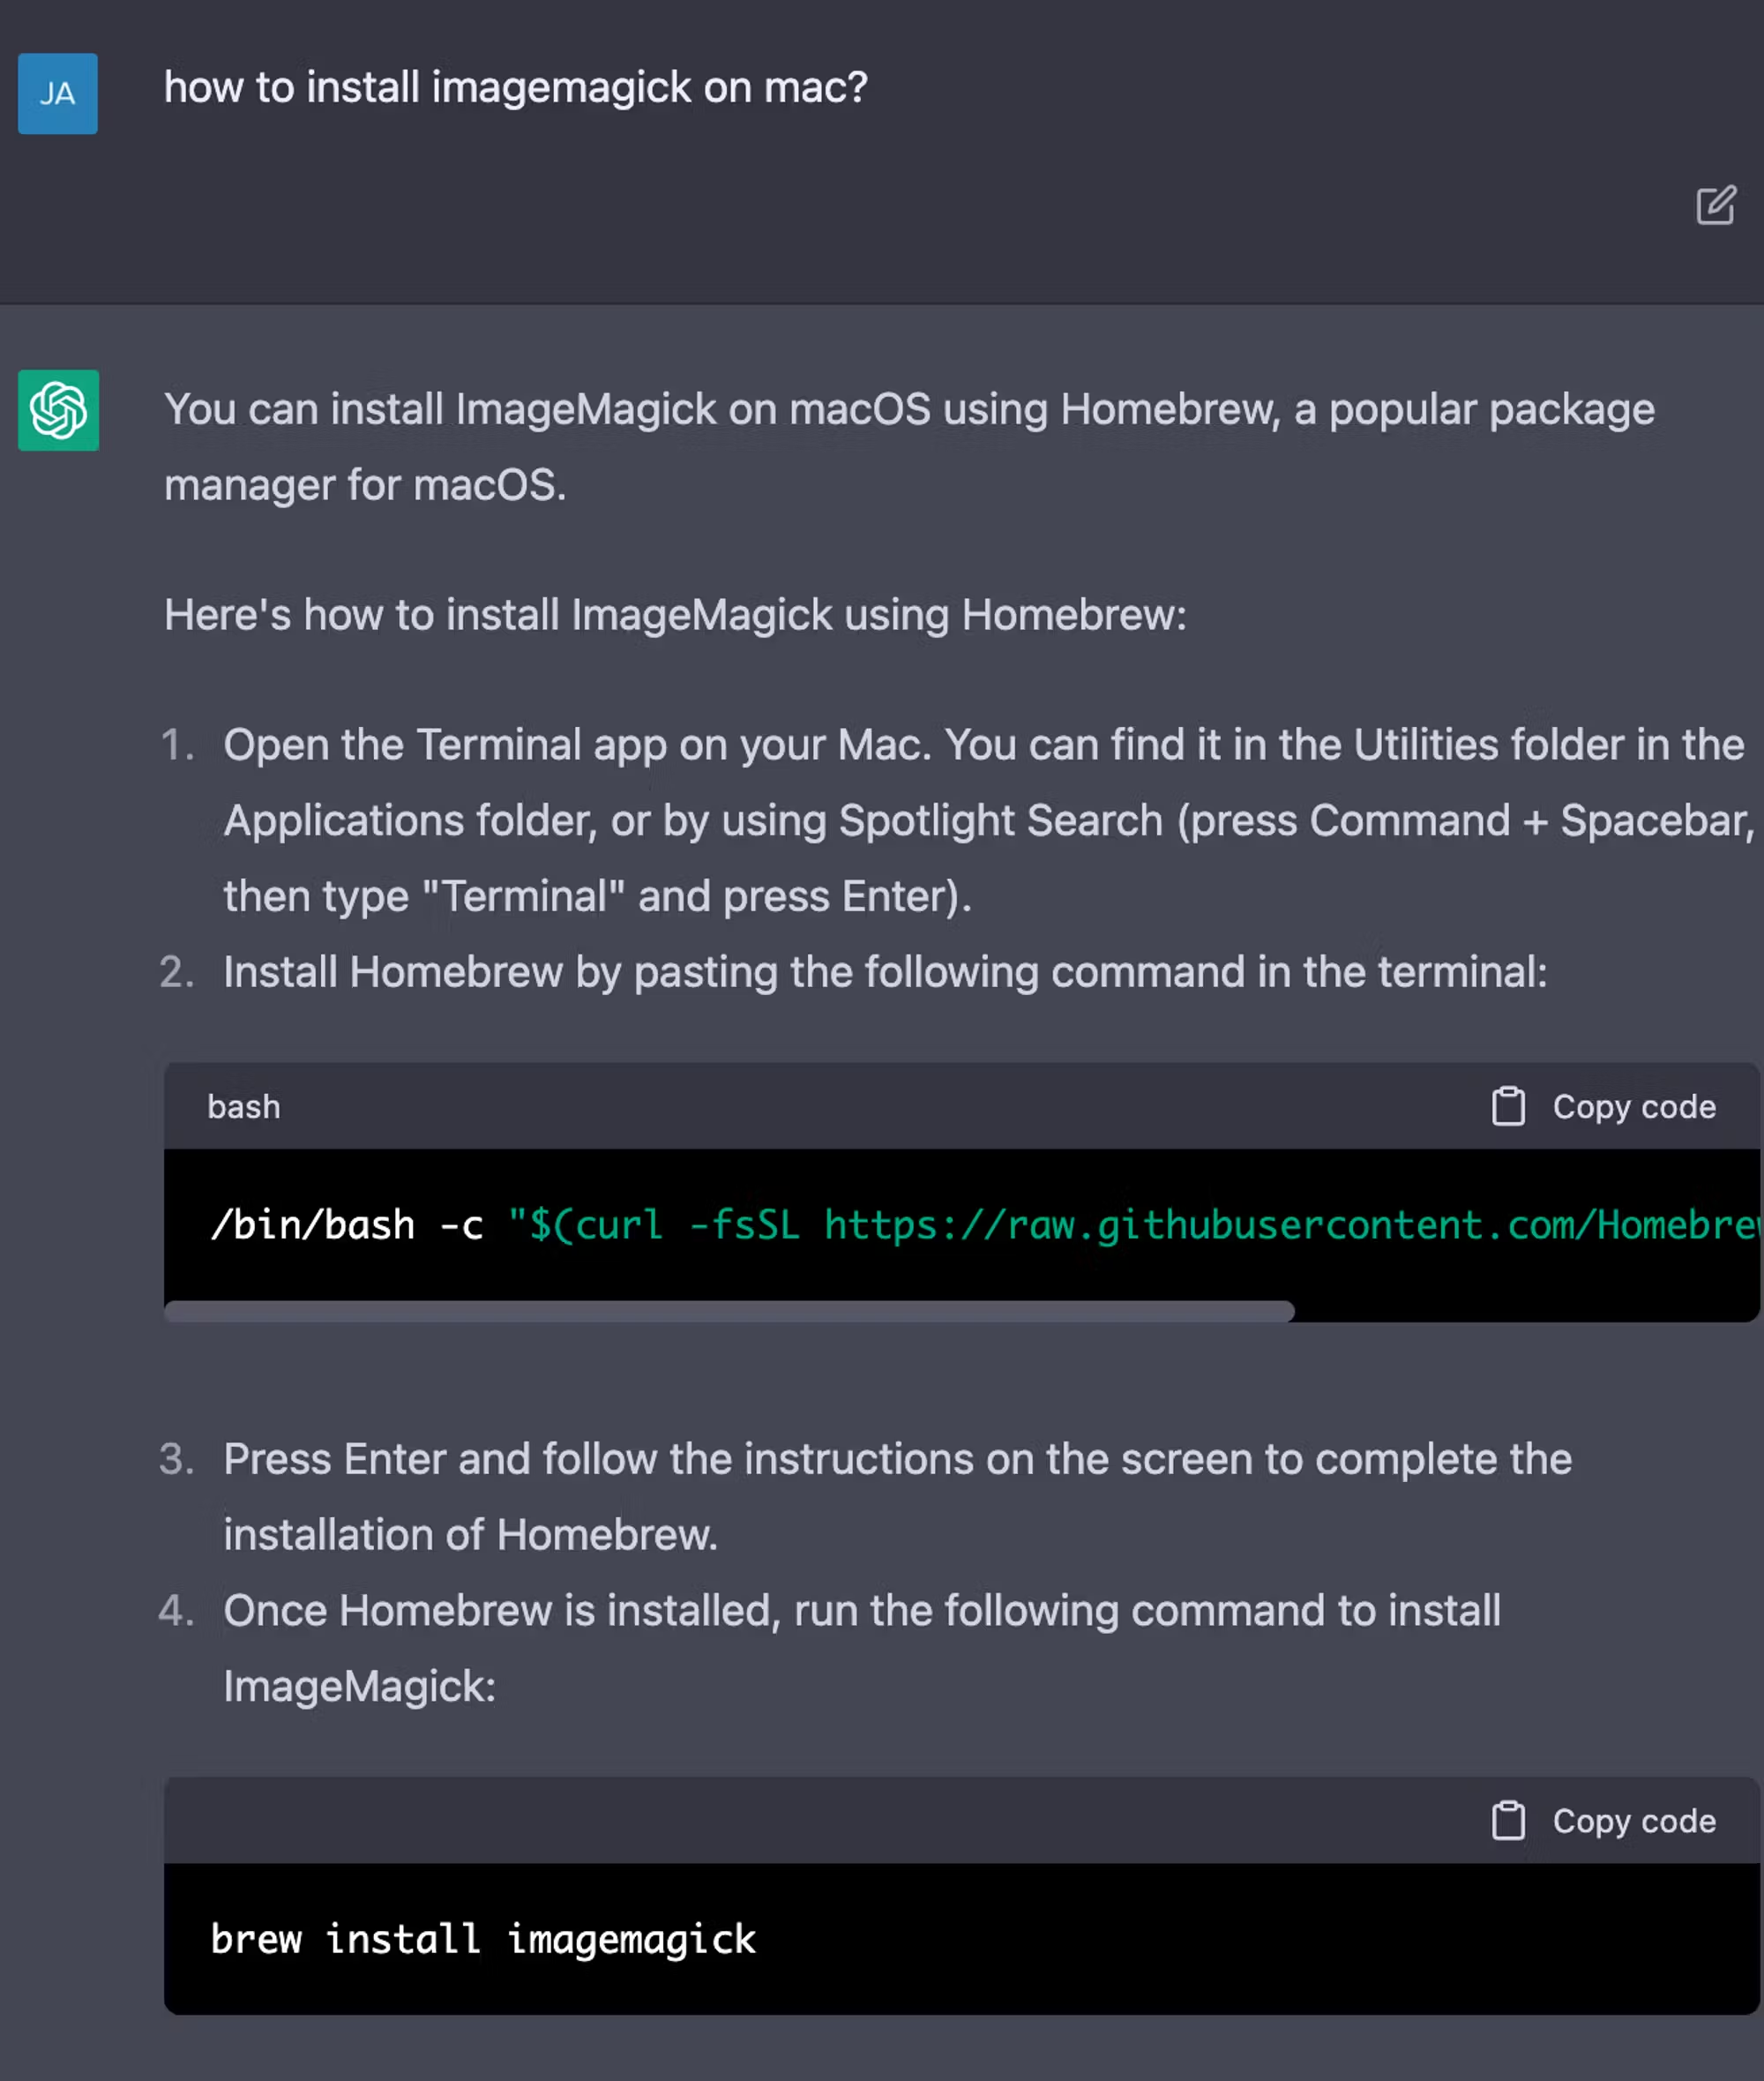 JA
how to install imagemagick on mac?
You can install ImageMagick on macOS using Homebrew, a popular package
manager for macOS.
Here's how to install ImageMagick using Homebrew:
1. Open the Terminal app on your Mac. You can find it in the Utilities folder in the
Applications folder, or by using Spotlight Search (press Command + Spacebar,
then type "Terminal" and press Enter).
2. Install Homebrew by pasting the following command in the terminal:
bash Copy code
/bin/bash -c "$(curl -fsSL https://raw.githubusercontent.com/Homebre
3. Press Enter and follow the instructions on the screen to complete the
installation of Homebrew.
4. Once Homebrew is installed, run the following command to install
ImageMagick:
Copy code
brew install imagemagick